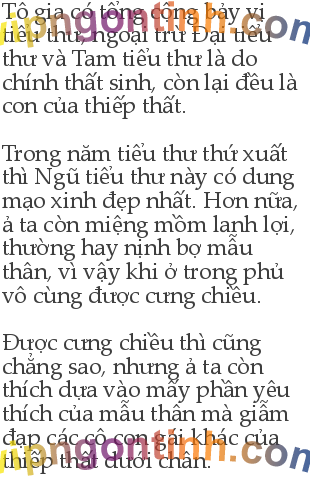 Tô gia có tổng cộng bảy vị
tiểu thư, ngoại trừ Đại tiểu
thư và Tam tiểu thư là do
chính thất sinh, còn lại đều là
con của thiếp thất.
Trong năm tiểu thư thứ xuất
thì Ngũ tiểu thư này có dung
mạo xinh đẹp nhất. Hơn nữa,
ả ta còn miệng mồm lanh lợi,
thường hay nịnh bợ mẫu
thân, vì vậy khi ở trong phủ
vô cùng được cưng chiều.
Được cưng chiều thì cũng
chẳng sao, nhưng ả ta còn
thích dựa vào mấy phần yêu
thích của mẫu thân mà giẫm
đạp các cô con gái khác của
thiếp thất dưới chân.
vipngontinh.com